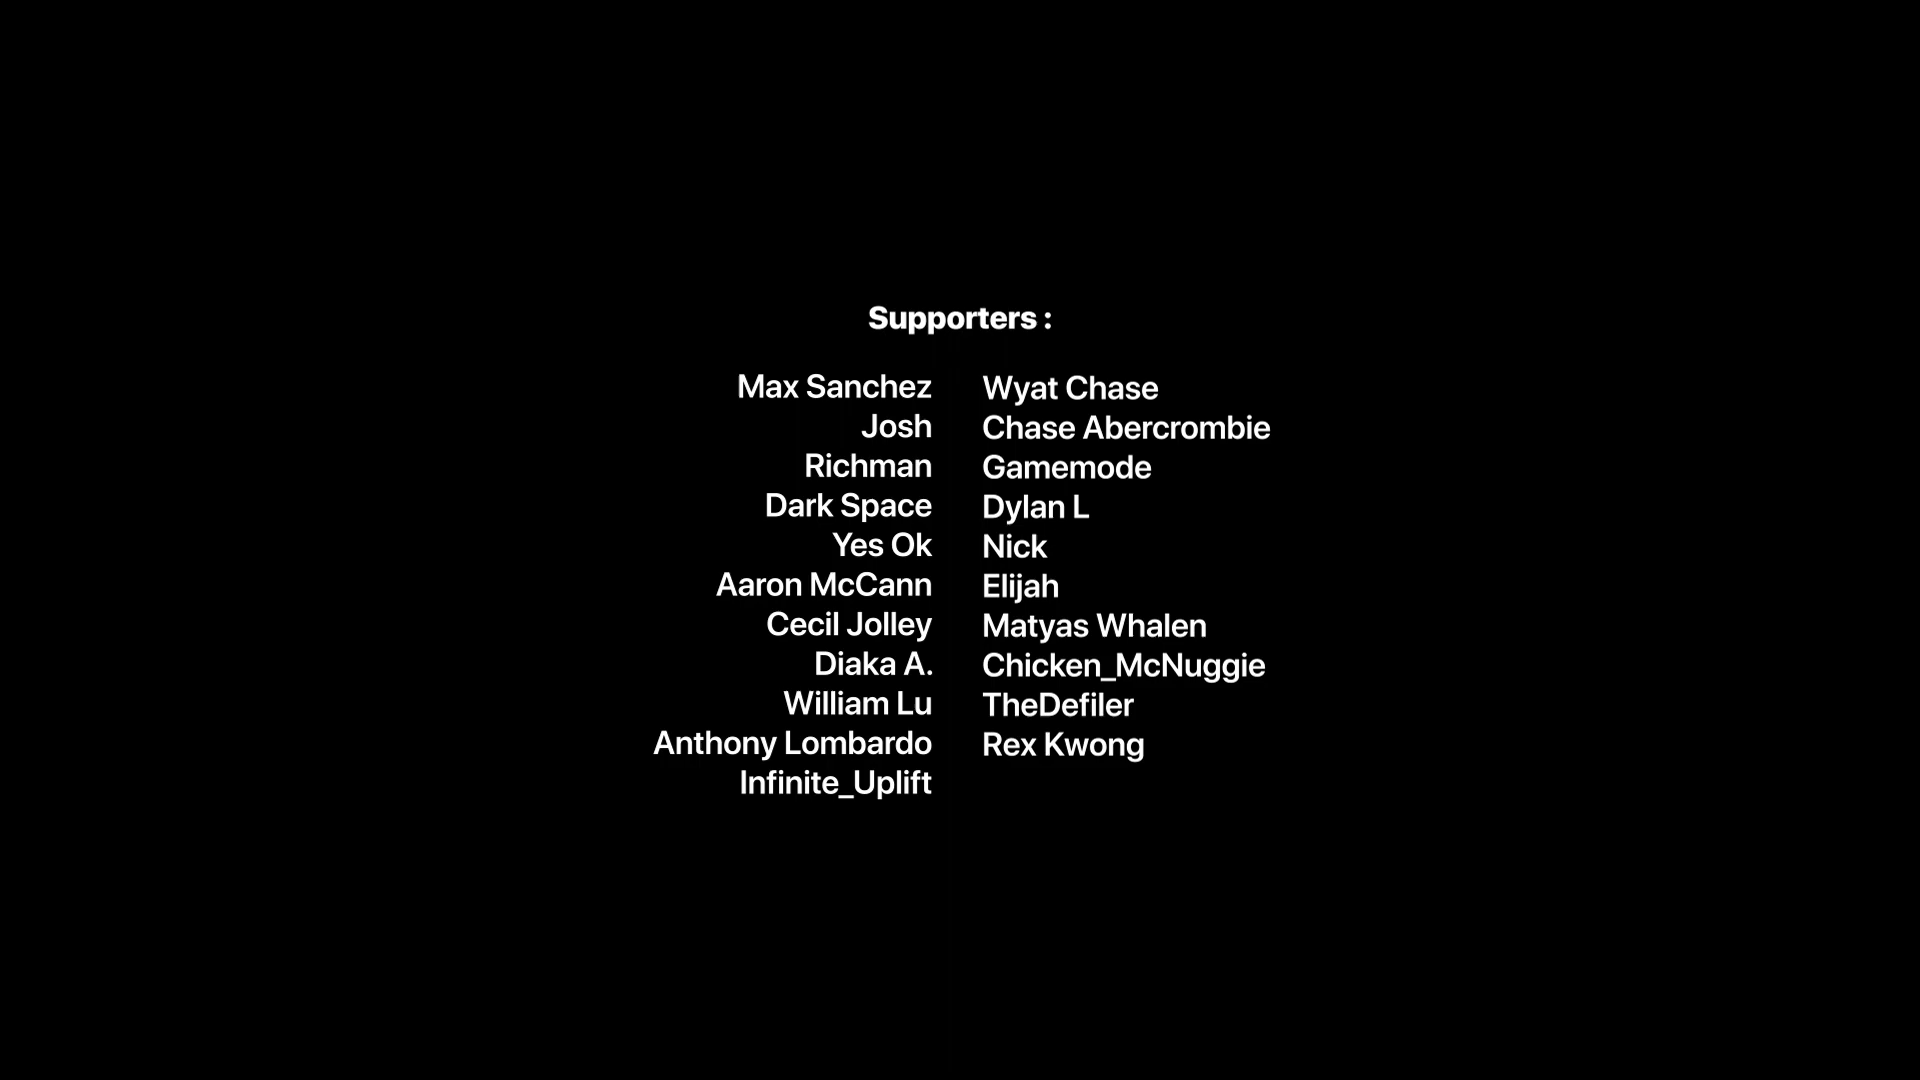 Supporters :
Max Sanchez
Josh
Richman
Dark Space
Yes Ok
Aaron McCann
Cecil Jolley
Diaka A.
William Lu
Anthony Lombardo
Infinite_Uplift
Wyat Chase
Chase Abercrombie
Gamemode
Dylan L
Nick
Elijah
Matyas Whalen
Chicken_McNuggie
TheDefiler
Rex Kwong